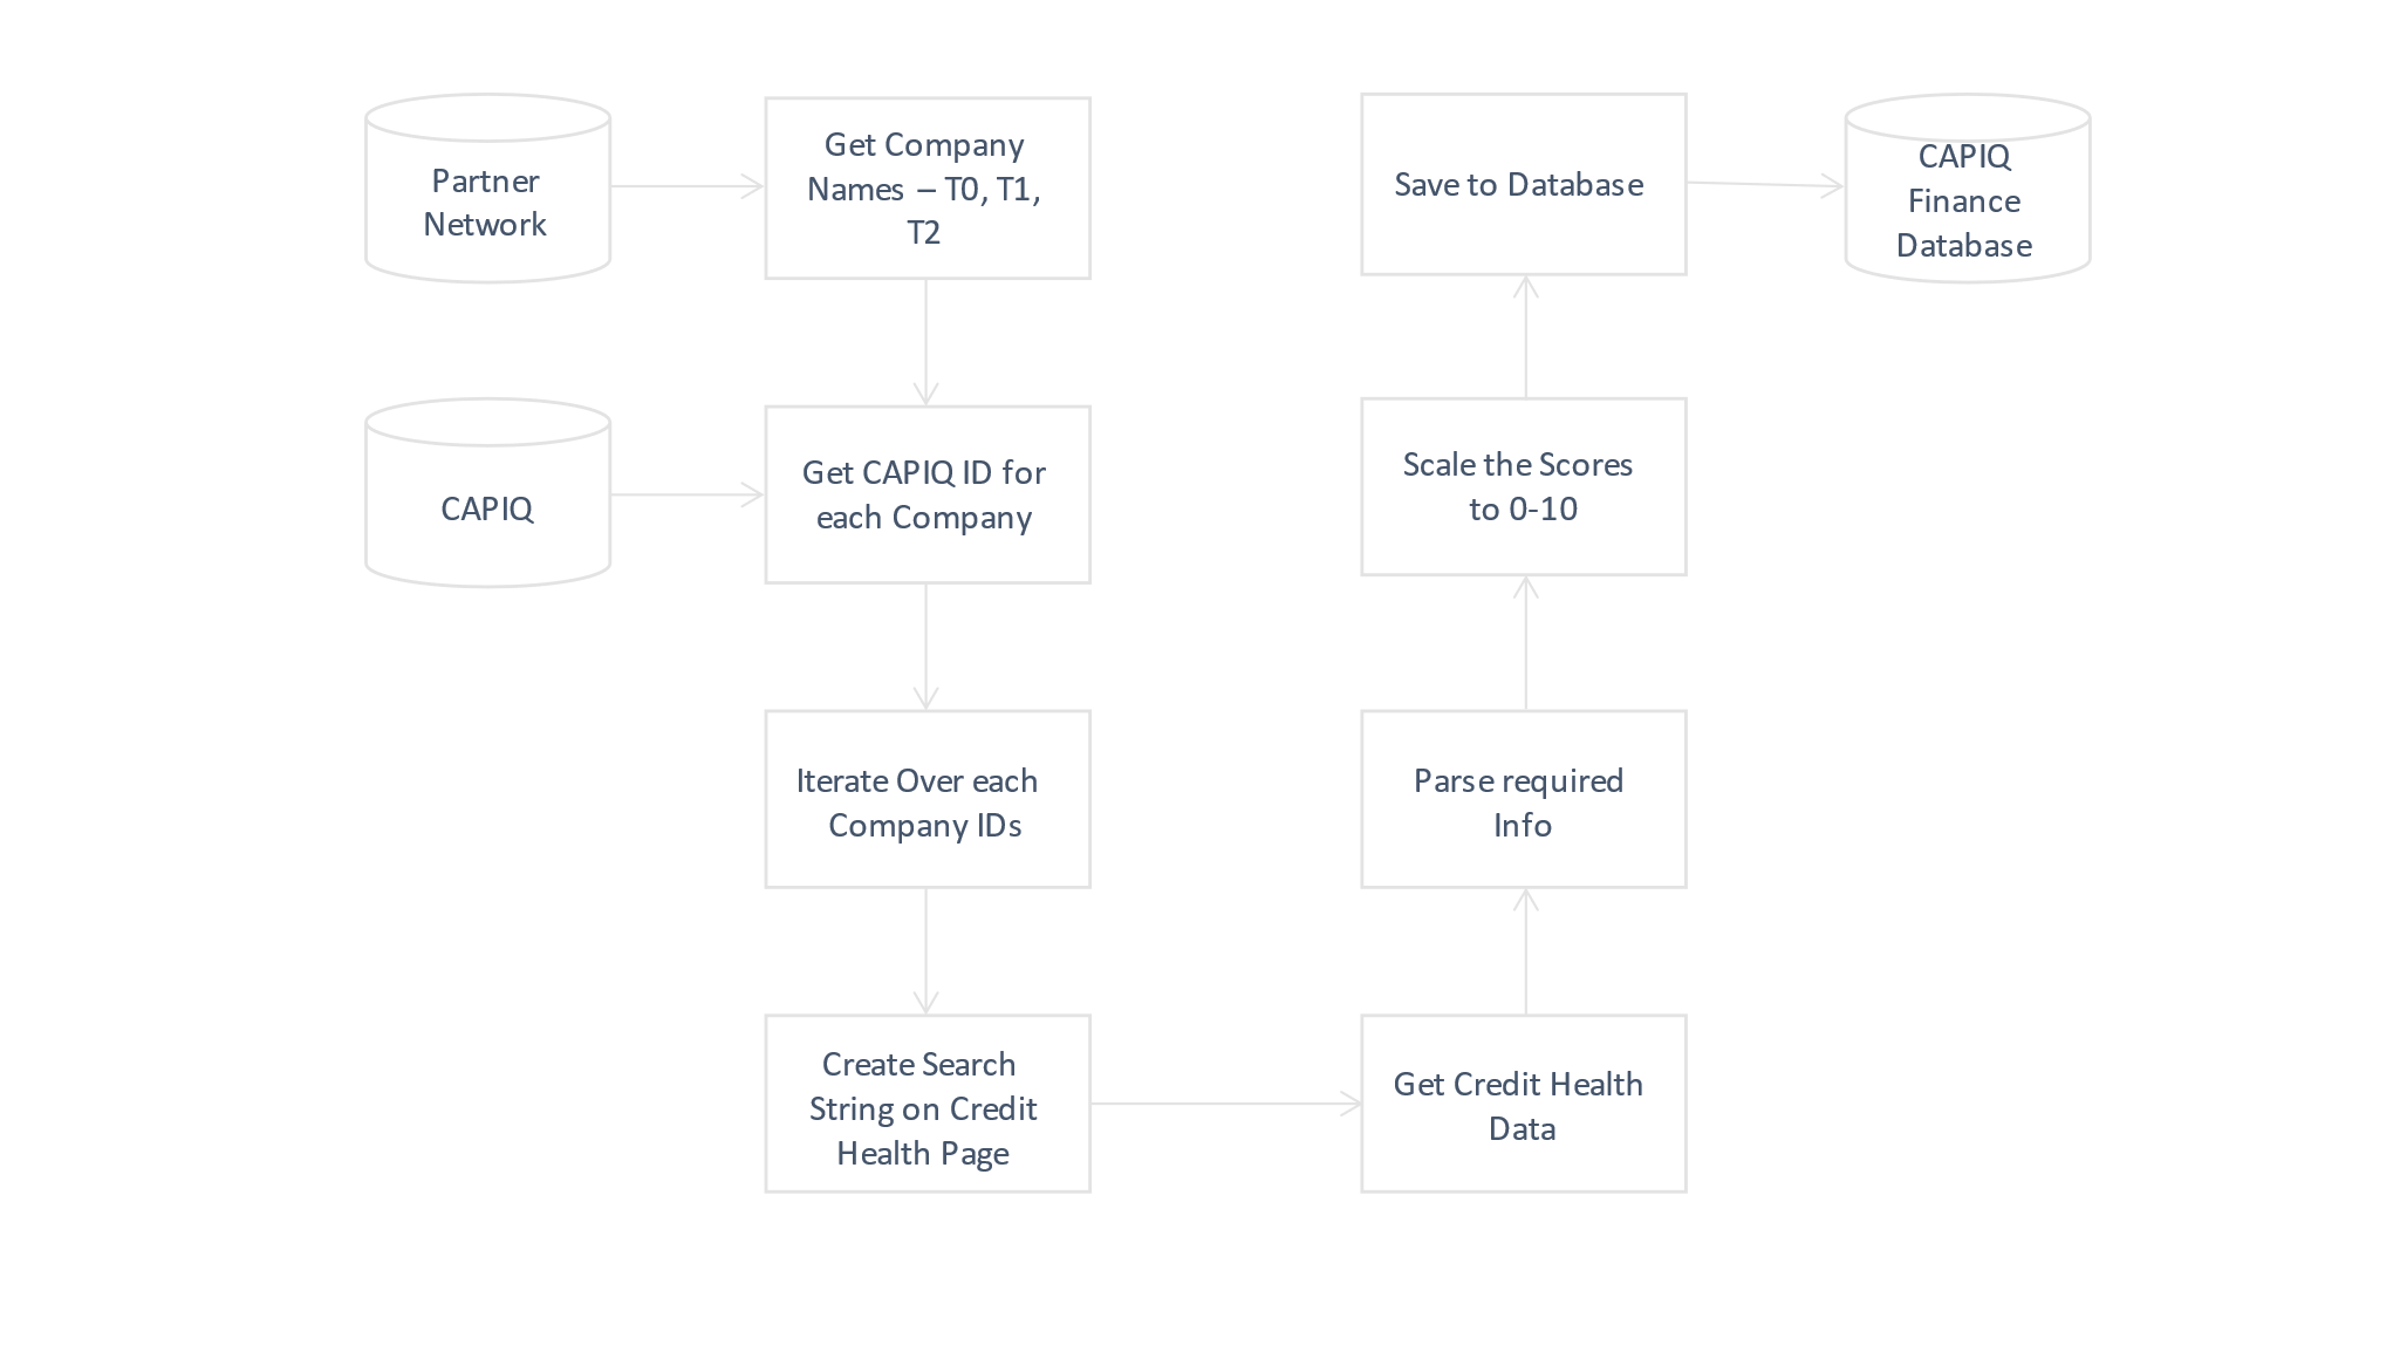 Partner
Network
Get Company
Names – T0, T1,
T2
CAPIQ
Get CAPIQ ID for
each Company
Iterate Over each
Company IDs
Create Search
String on Credit
Health Page
Get Credit Health
Data
Parse required
Info
Scale the Scores
to 0-10
Save to Database
CAPIQ
Finance
Database